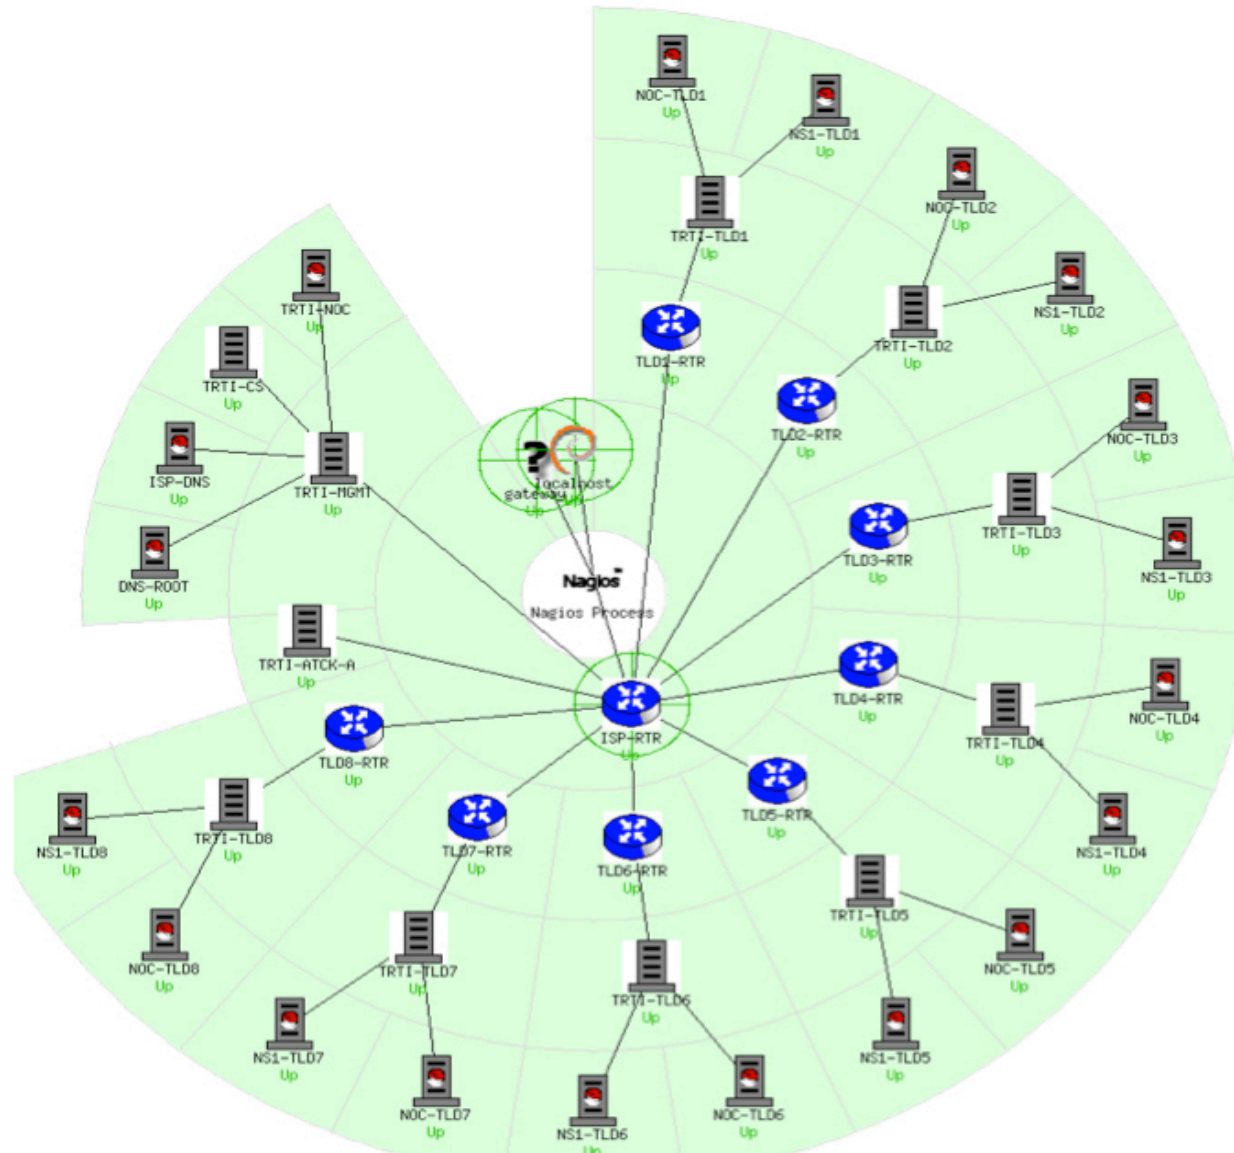 NOC-TLD1
Up
NS1-TLD1
Up
NOC-TLD2
Up
TRTI-TLD1
Up
NS1-TLD2
Up
TRTI-NOC
Up
TRTI-TLD2
Up
TLD1-RTR
Up
TRTI-CS
Up
TLD2-RTR
Up
NOC-TLD3
Up
ISP-DNS
Up
TRTI-MGMT
Up
?
localhost
Up
gateway
Up
TRTI-TLD3
Up
TLD3-RTR
Up
NS1-TLD3
Up
DNS-ROOT
Up
Nagios™
Nagios Process
TRTI-ATCK-A
Up
TLD4-RTR
Up
NOC-TLD4
Up
ISP-RTR
Up
TRTI-TLD4
Up
TLD8-RTR
Up
TLD5-RTR
Up
TRTI-TLD8
Up
NS1-TLD8
Up
TLD7-RTR
Up
TLD6-RTR
Up
NS1-TLD4
Up
TRTI-TLD5
Up
NOC-TLD8
Up
TRTI-TLD7
Up
NOC-TLD5
Up
TRTI-TLD6
Up
NS1-TLD7
Up
NS1-TLD5
Up
NOC-TLD7
Up
NOC-TLD6
Up
NS1-TLD6
Up